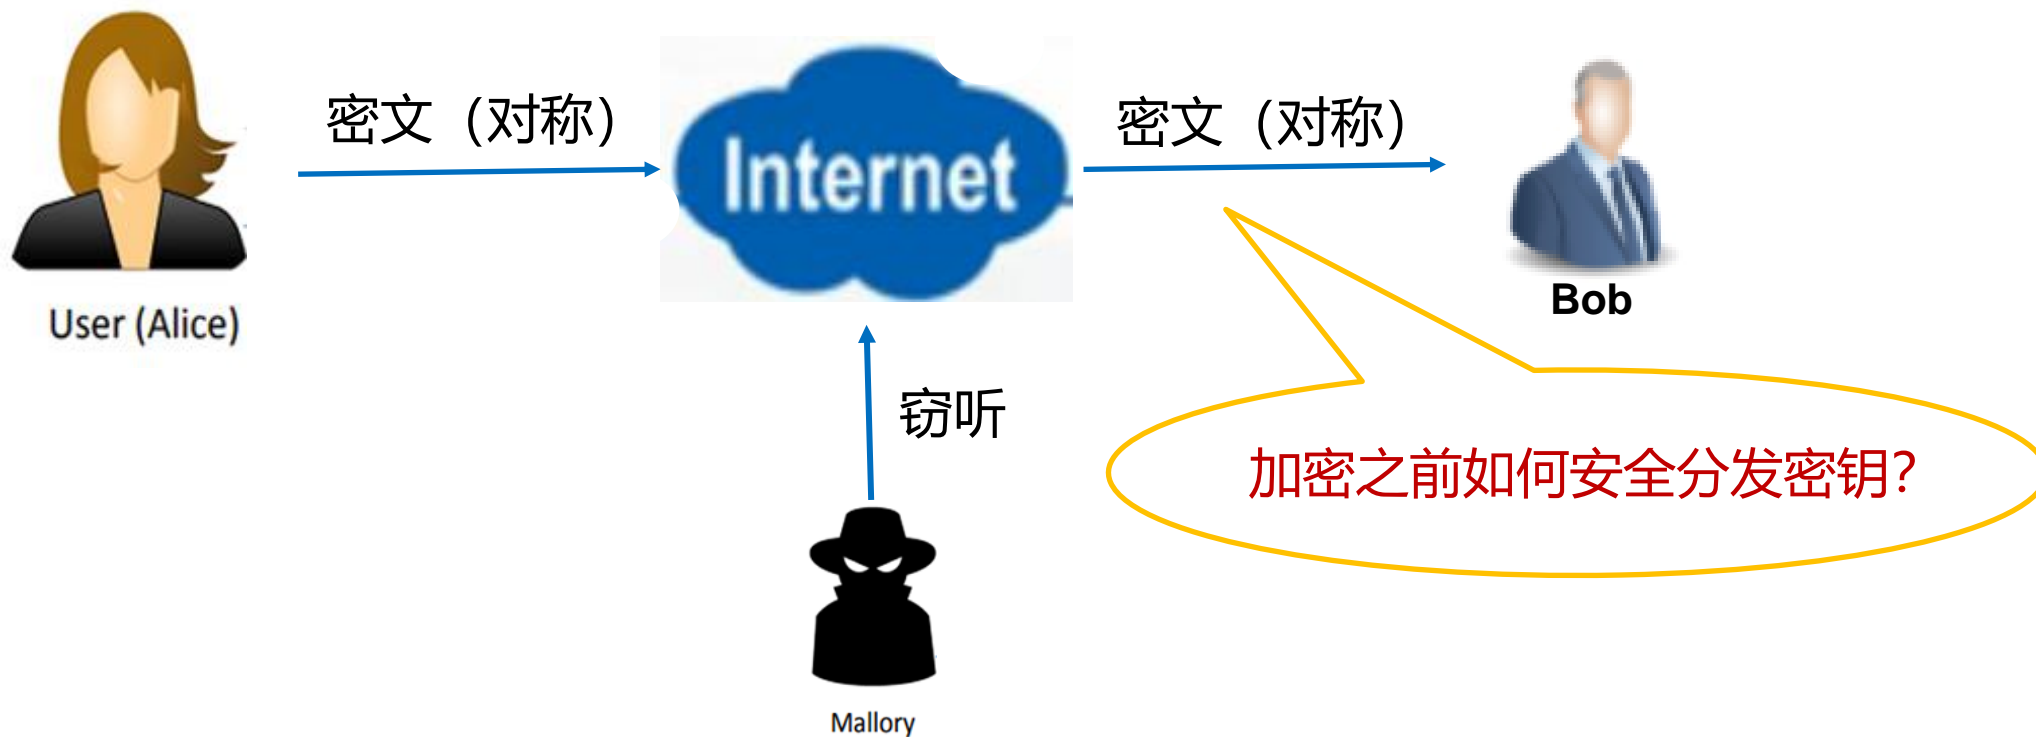 密文（对称）
Internet
密文（对称）
User (Alice)
Bob
窃听
加密之前如何安全分发密钥？
Mallory